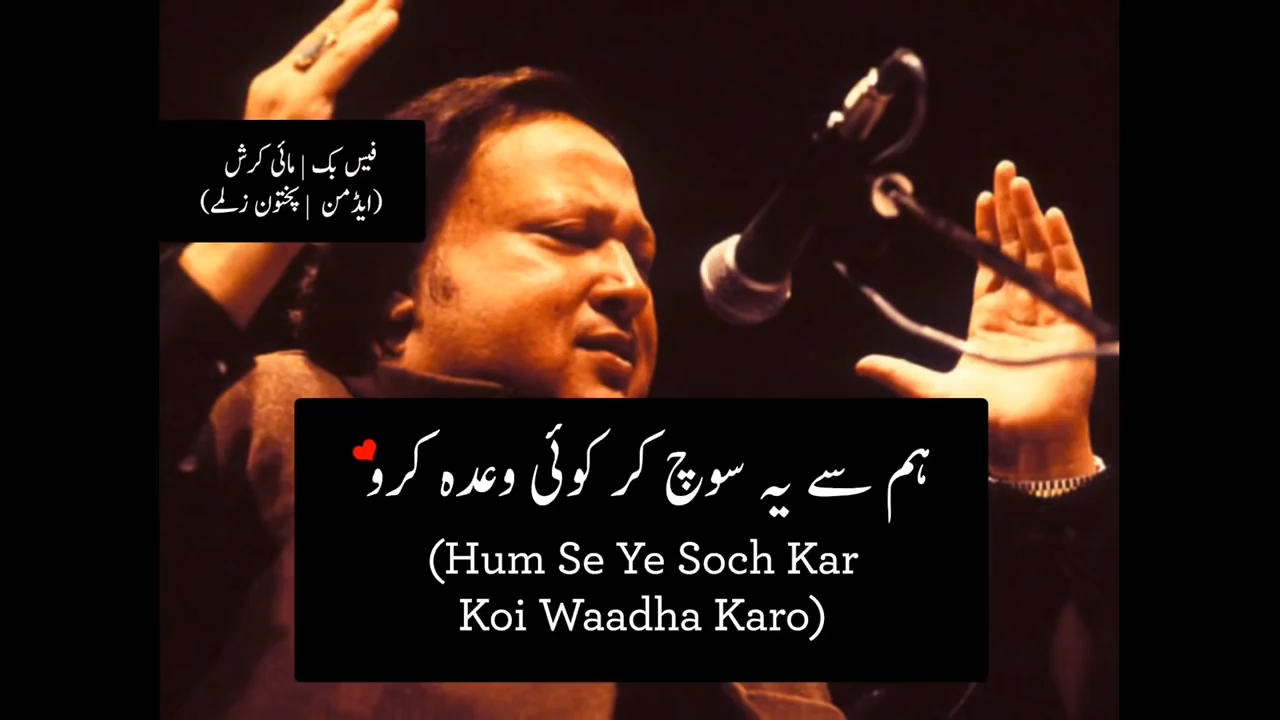 فیس بک | مائی کرش
(ایڈمن | پختون زلمے)
ہم سے یہ سوچ کر کوئی وعدہ کرو
(Hum Se Ye Soch Kar
Koi Waadha Karo)